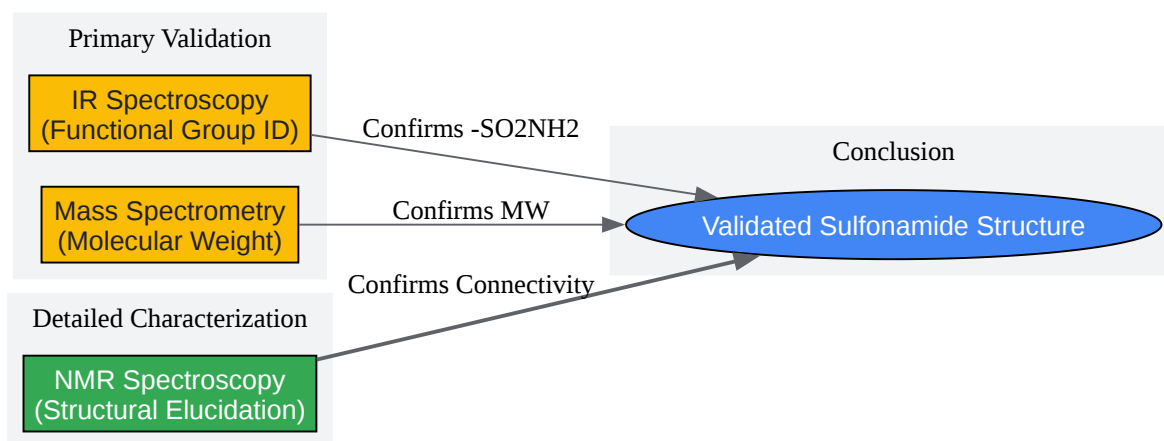 Primary Validation
IR Spectroscopy
(Functional Group ID)
Confirms -SO2NH2
Mass Spectrometry
(Molecular Weight)
Confirms MW
Conclusion
Validated Sulfonamide Structure
Confirms Connectivity
Detailed Characterization
NMR Spectroscopy
(Structural Elucidation)